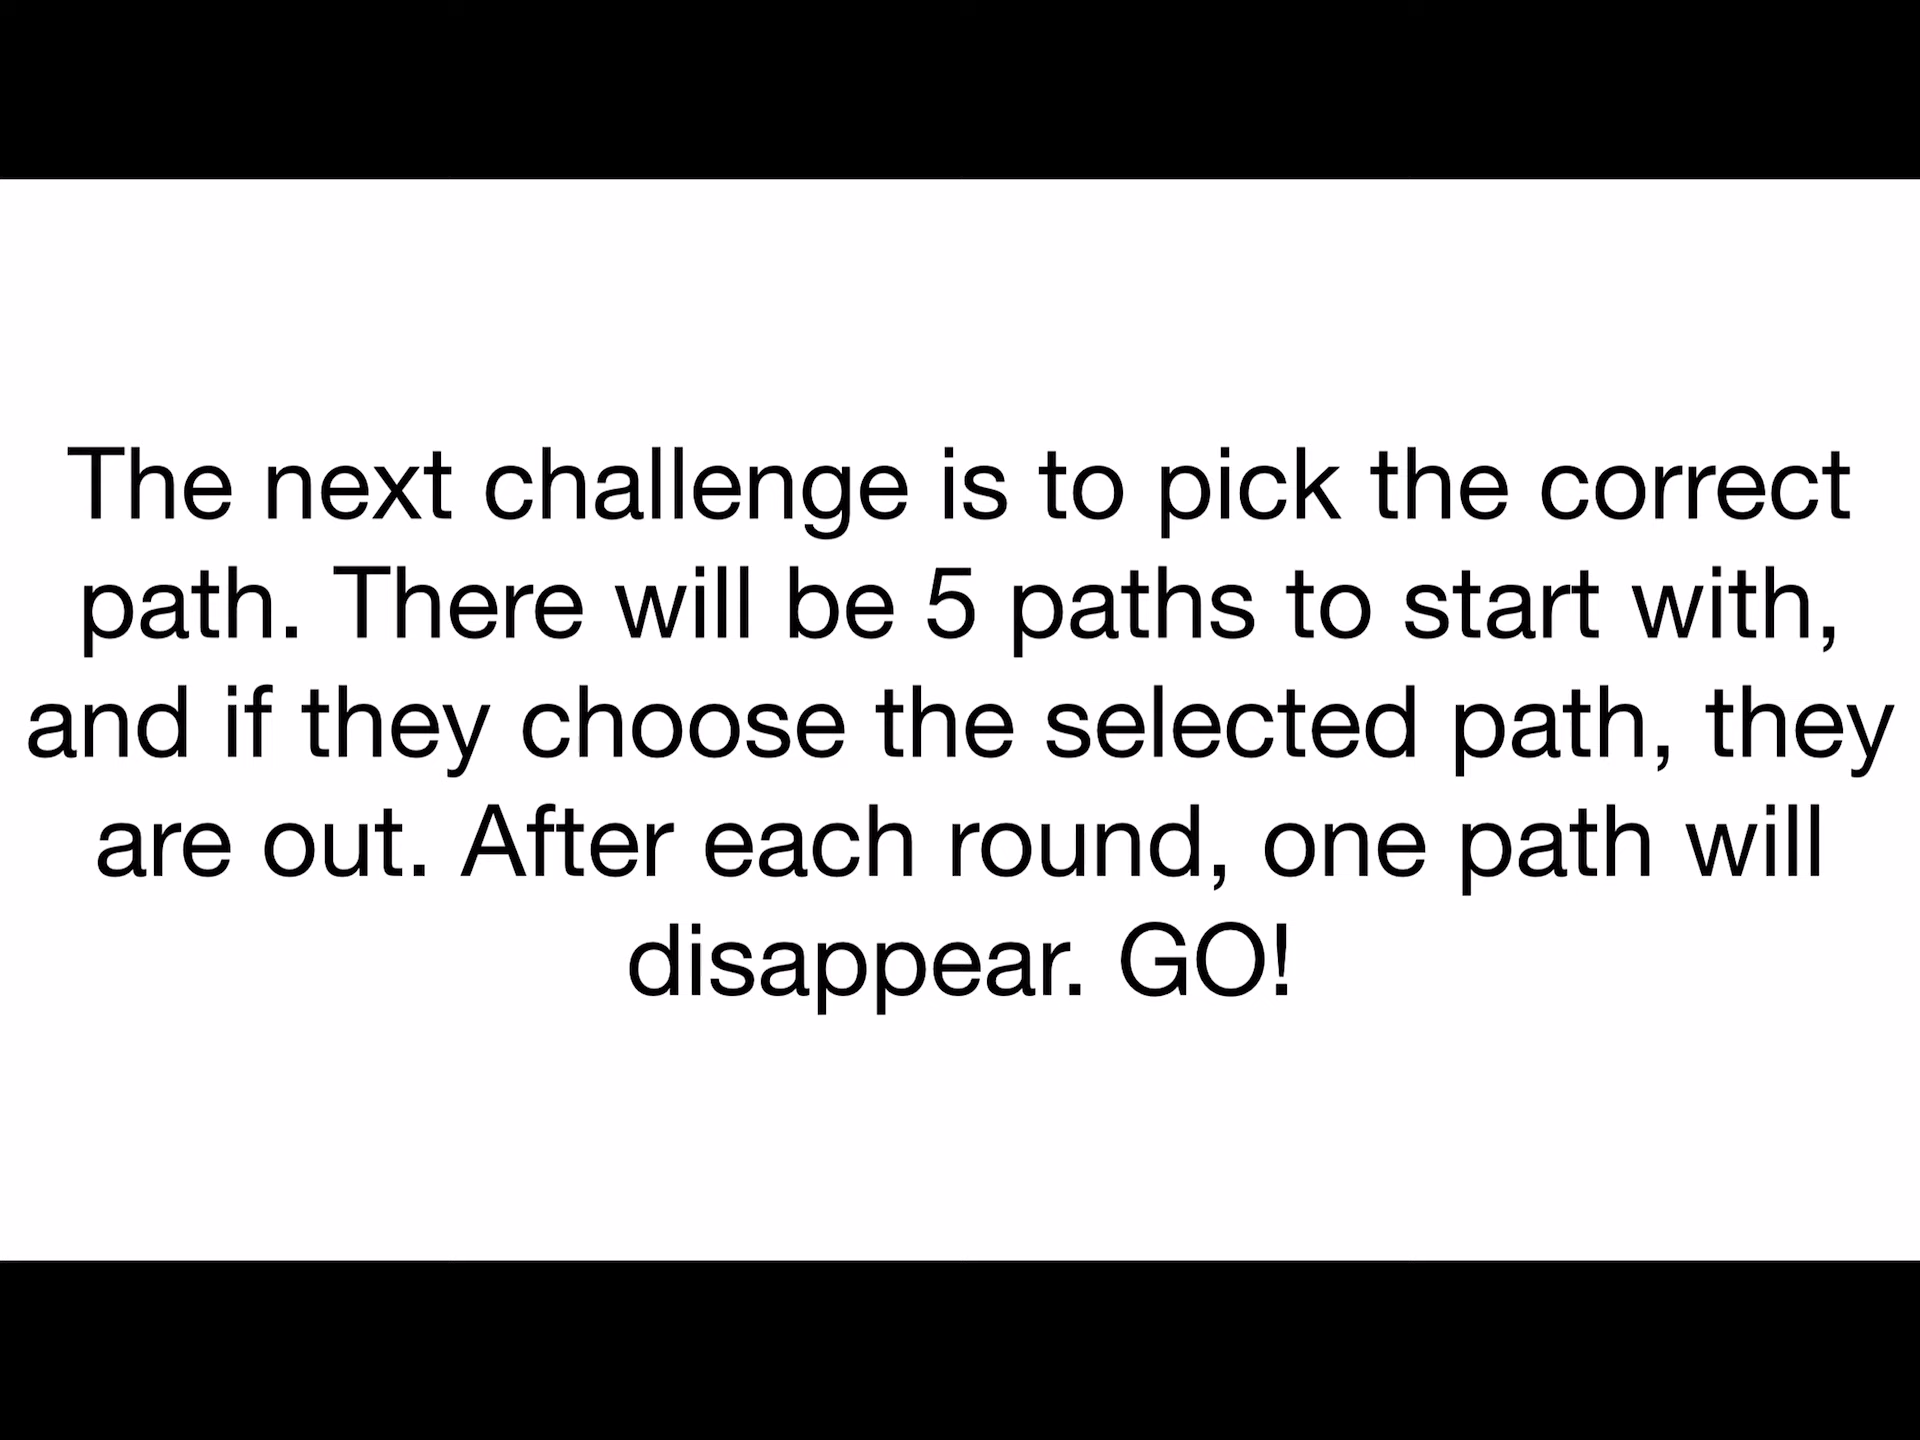 The next challenge is to pick the correct
path. There will be 5 paths to start with,
and if they choose the selected path, they
are out. After each round, one path will
disappear. GO!